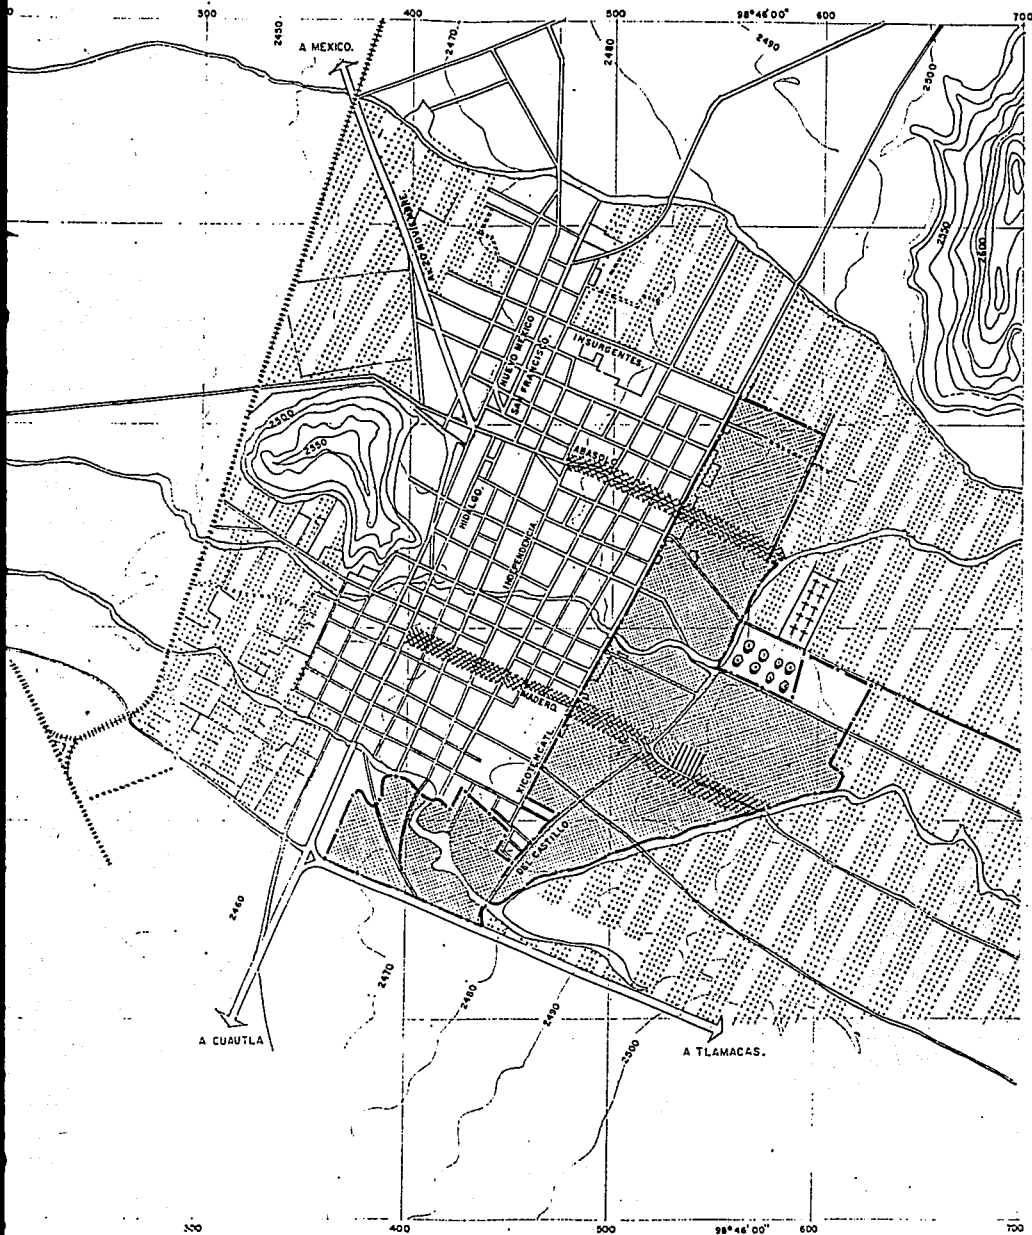 300
400
500
98°46'00"
600
700
2450
2470
2480
2490
2500
A MEXICO.
2550
2600
NUEVO MEXICO
SAN FRANCISCO.
INSURGENTES.
2500
2550
ABASOLO
HIDALGO.
INDEPENDENCIA
MADERO.
XICOTENCATL
DEL CASTILLO
2460
2470
2480
2490
2500
A CUAUTLA
A TLAMACAS.
300
400
500
98°46'00"
600
700